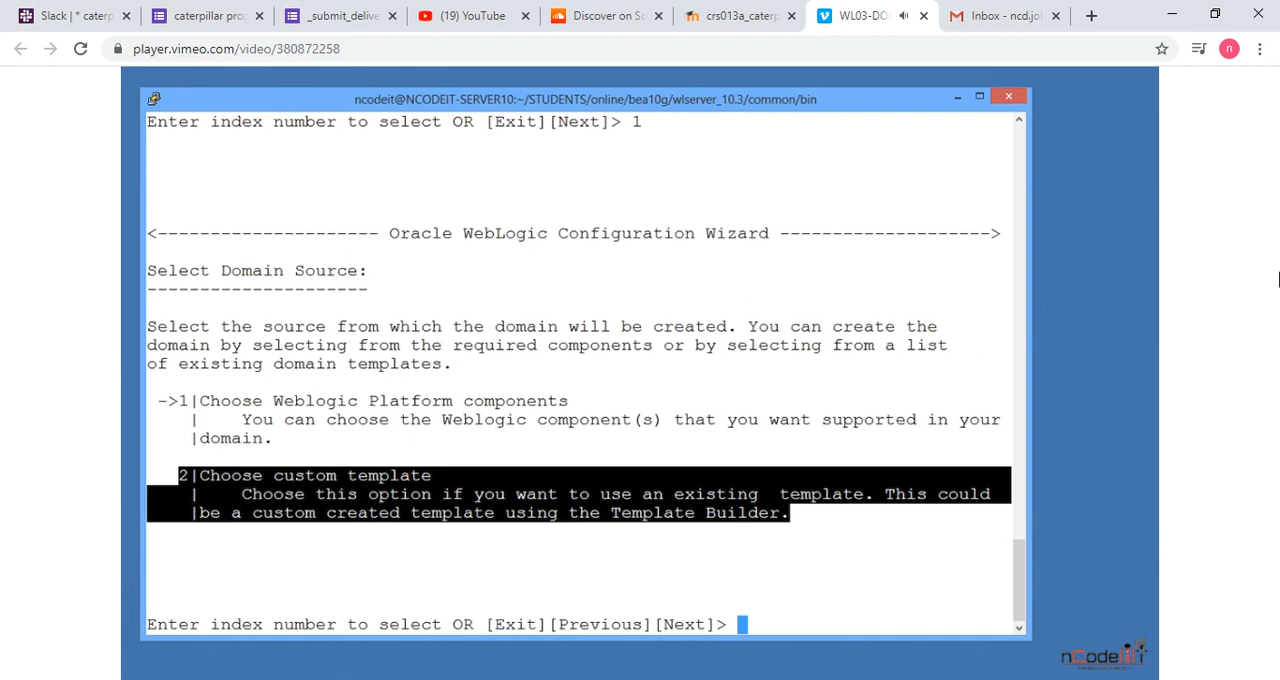 Slack | * caterp
caterpillar pro
_submit_delive
(19) YouTube
Discover on So
crs013a_caterp
WL03-DO
Inbox - ncd.jo
player.vimeo.com/video/380872258
n
ncodeit@NCODEIT-SERVER10:~/STUDENTS/online/bea10g/wlserver_10.3/common/bin
Enter index number to select OR [Exit][Next]> 1
<--------------------- Oracle WebLogic Configuration Wizard -------------------->
Select Domain Source:
---------------------
Select the source from which the domain will be created. You can create the
domain by selecting from the required components or by selecting from a list
of existing domain templates.
->1|Choose Weblogic Platform components
| You can choose the Weblogic component(s) that you want supported in your
|domain.
2|Choose custom template
| Choose this option if you want to use an existing template. This could
|be a custom created template using the Template Builder.
Enter index number to select OR [Exit][Previous][Next]>
nCodeIT